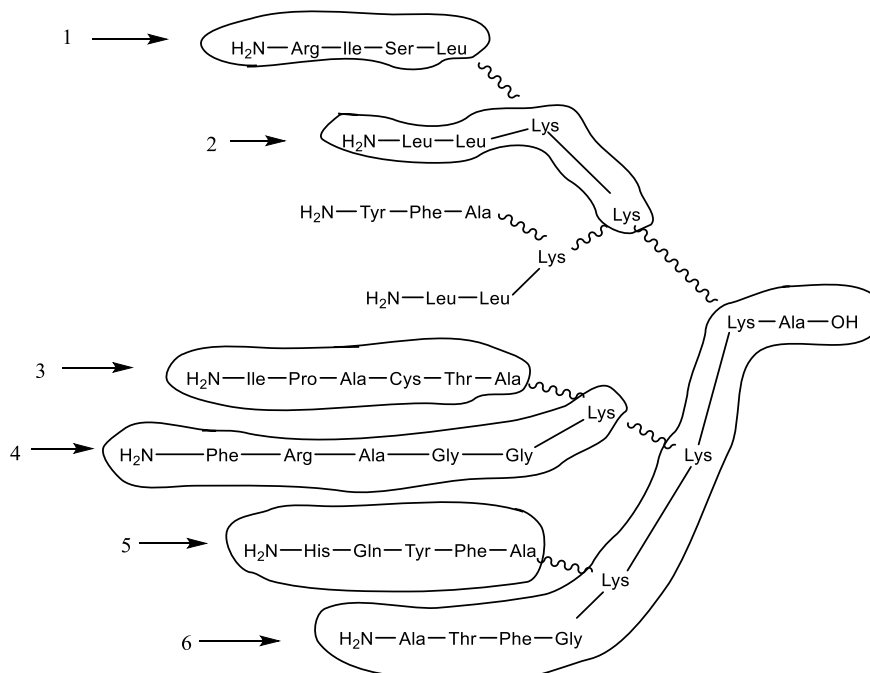 1 H₂N—Arg—Ile—Ser—Leu
2 H₂N—Leu—Leu Lys
Lys
H₂N—Tyr—Phe—Ala
Lys
H₂N—Leu—Leu
Lys—Ala—OH
3 H₂N—Ile—Pro—Ala—Cys—Thr—Ala
Lys
4 H₂N—Phe—Arg—Ala—Gly—Gly Lys
5 H₂N—His—Gln—Tyr—Phe—Ala
Lys
6 H₂N—Ala—Thr—Phe—Gly